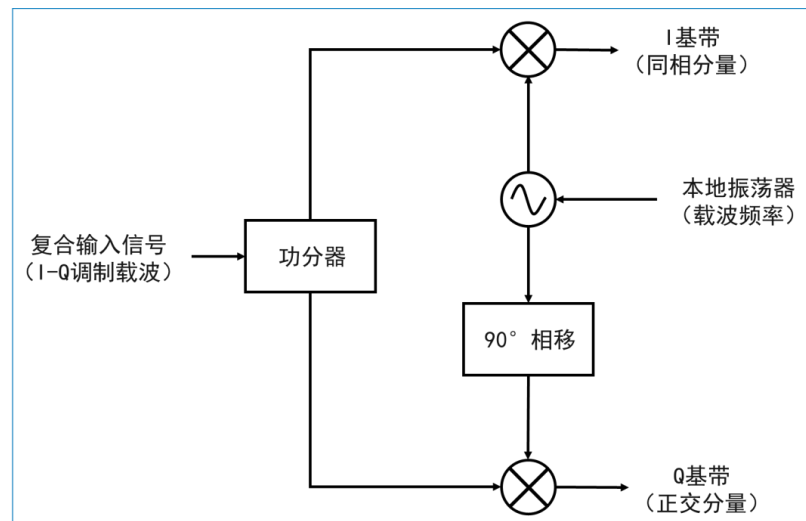 I基带
（同相分量）
本地振荡器
（载波频率）
复合输入信号
（I-Q调制载波）
功分器
90° 相移
Q基带
（正交分量）